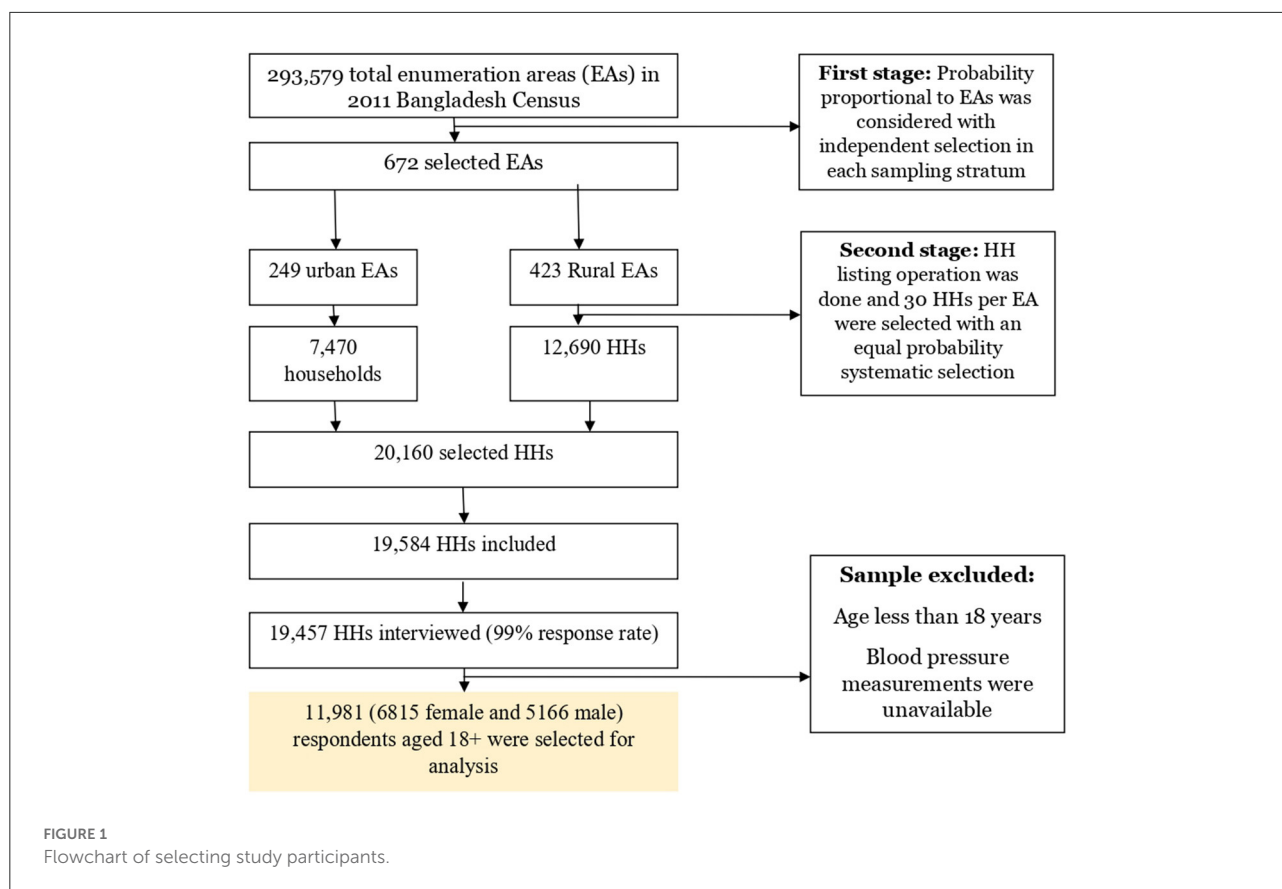 293,579 total enumeration areas (EAs) in
2011 Bangladesh Census
First stage: Probability
proportional to EAs was
considered with
independent selection in
each sampling stratum
672 selected EAs
249 urban EAs
423 Rural EAs
Second stage: HH
listing operation was
done and 30 HHs per EA
were selected with an
equal probability
systematic selection
7,470
households
12,690 HHs
20,160 selected HHs
19,584 HHs included
19,457 HHs interviewed (99% response rate)
Sample excluded:
Age less than 18 years
Blood pressure
measurements were
unavailable
11,981 (6815 female and 5166 male)
respondents aged 18+ were selected for
analysis
FIGURE 1
Flowchart of selecting study participants.